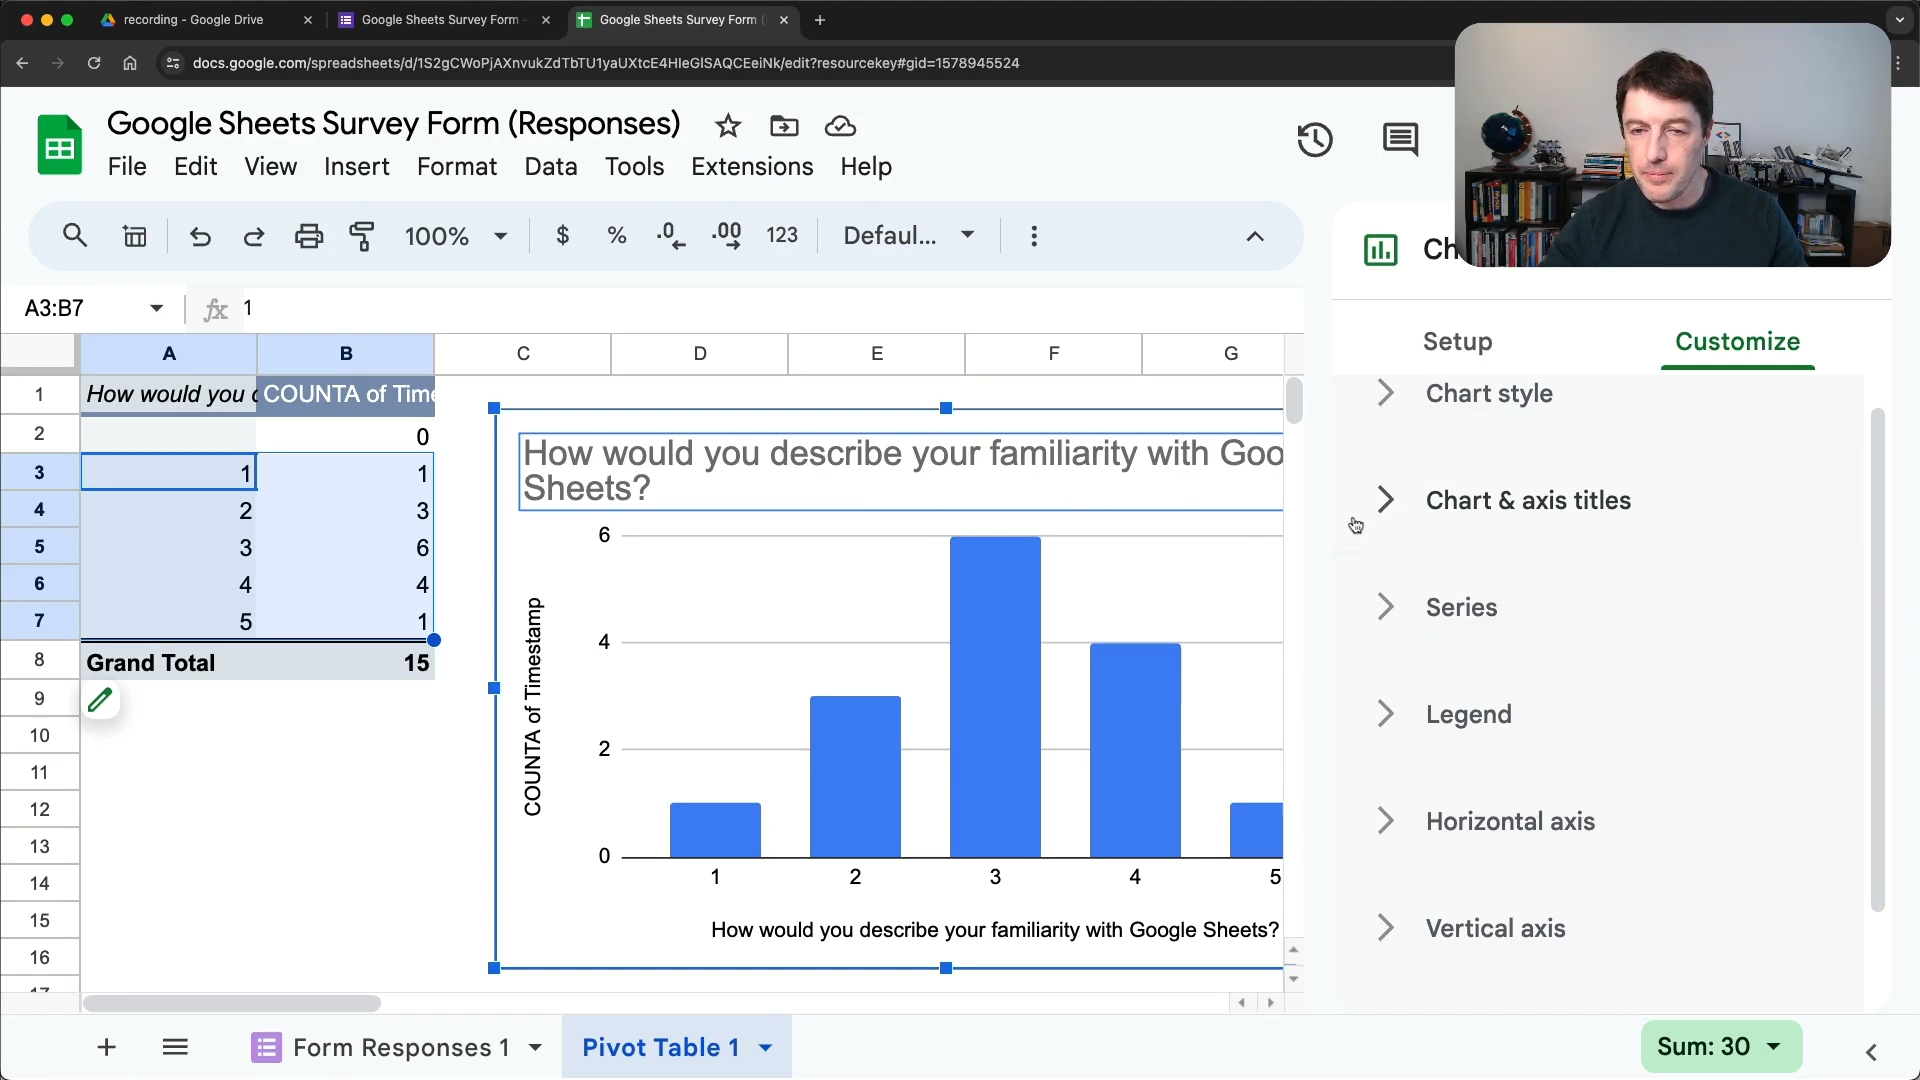 recording - Google Drive
Google Sheets Survey Form -
Google Sheets Survey Form (
docs.google.com/spreadsheets/d/1S2gCWoPjAXnvukZdTbTU1yaUXtcE4HIeGlSAQCEeiNk/edit?resourcekey#gid=1578945524
Google Sheets Survey Form (Responses)
File Edit View Insert Format Data Tools Extensions Help
100% $ % .0 .00 123 Defaul...
Ch
A3:B7 fx 1
Setup Customize
A B C D E F G
1 How would you COUNTA of Time
2 0
3 1 1
4 2 3
5 3 6
6 4 4
7 5 1
8 Grand Total 15
9
10
11
12
13
14
15
16
17
How would you describe your familiarity with Goo
Sheets?
6
4
2
0
COUNTA of Timestamp
1 2 3 4 5
How would you describe your familiarity with Google Sheets?
Chart style
Chart & axis titles
Series
Legend
Horizontal axis
Vertical axis
Form Responses 1 Pivot Table 1 Sum: 30